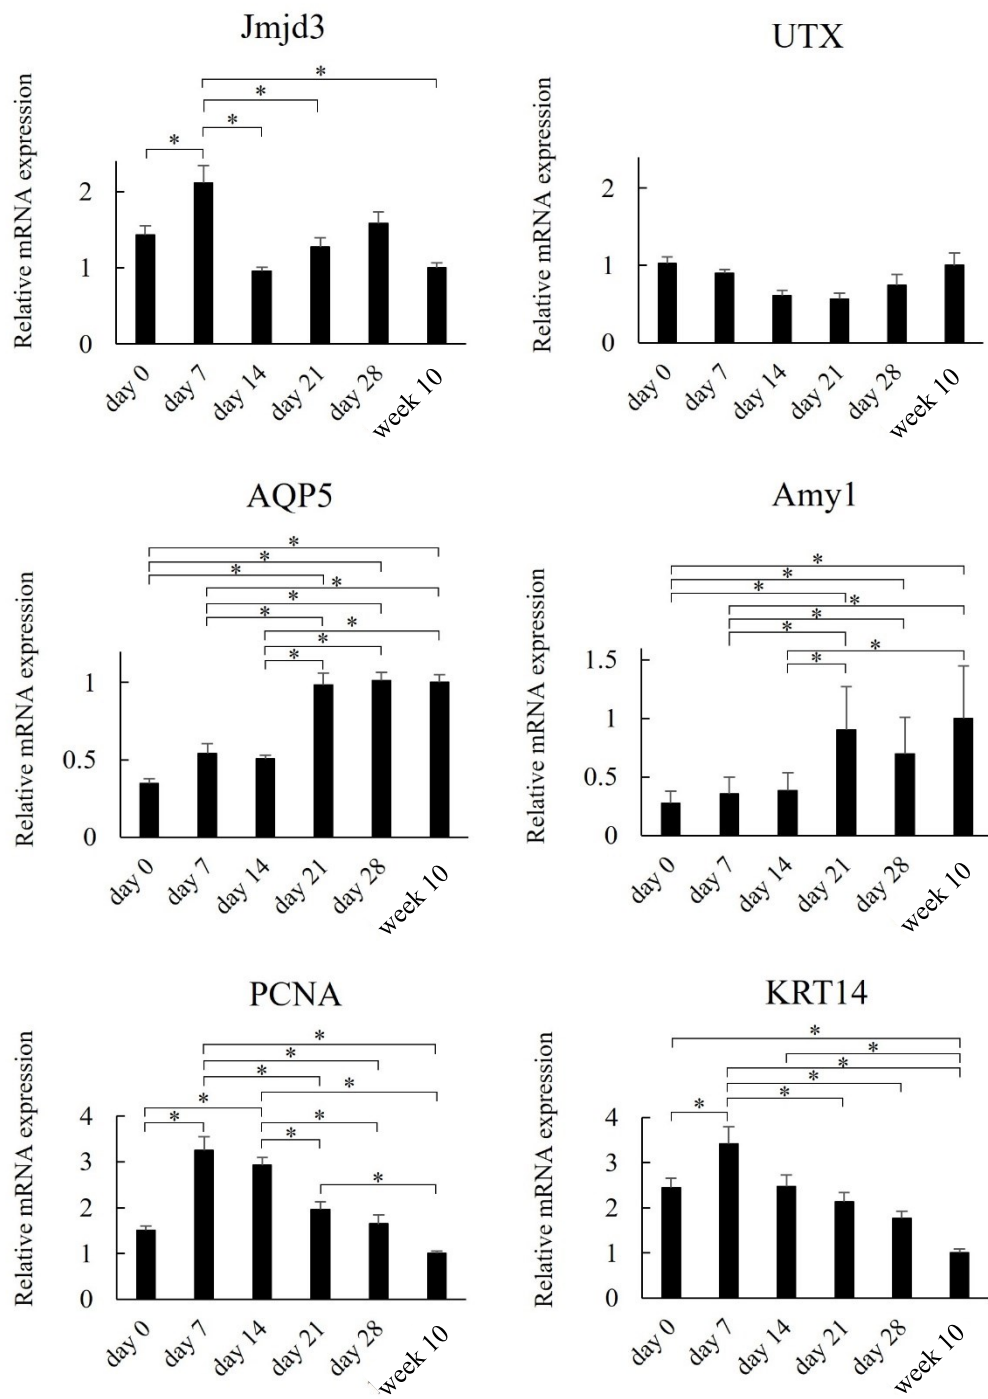 Jmjd3
Relative mRNA expression
*
*
*
*
2
1
0
day 0
day 7
day 14
day 21
day 28
week 10
UTX
Relative mRNA expression
2
1
0
day 0
day 7
day 14
day 21
day 28
week 10
AQP5
Relative mRNA expression
*
*
*
*
*
*
*
*
*
1
0.5
0
day 0
day 7
day 14
day 21
day 28
week 10
Amy1
Relative mRNA expression
*
*
*
*
*
*
*
*
1.5
1
0.5
0
day 0
day 7
day 14
day 21
day 28
week 10
PCNA
Relative mRNA expression
*
*
*
*
*
*
*
*
*
4
3
2
1
0
day 0
day 7
day 14
day 21
day 28
week 10
KRT14
Relative mRNA expression
*
*
*
*
*
*
4
3
2
1
0
day 0
day 7
day 14
day 21
day 28
week 10